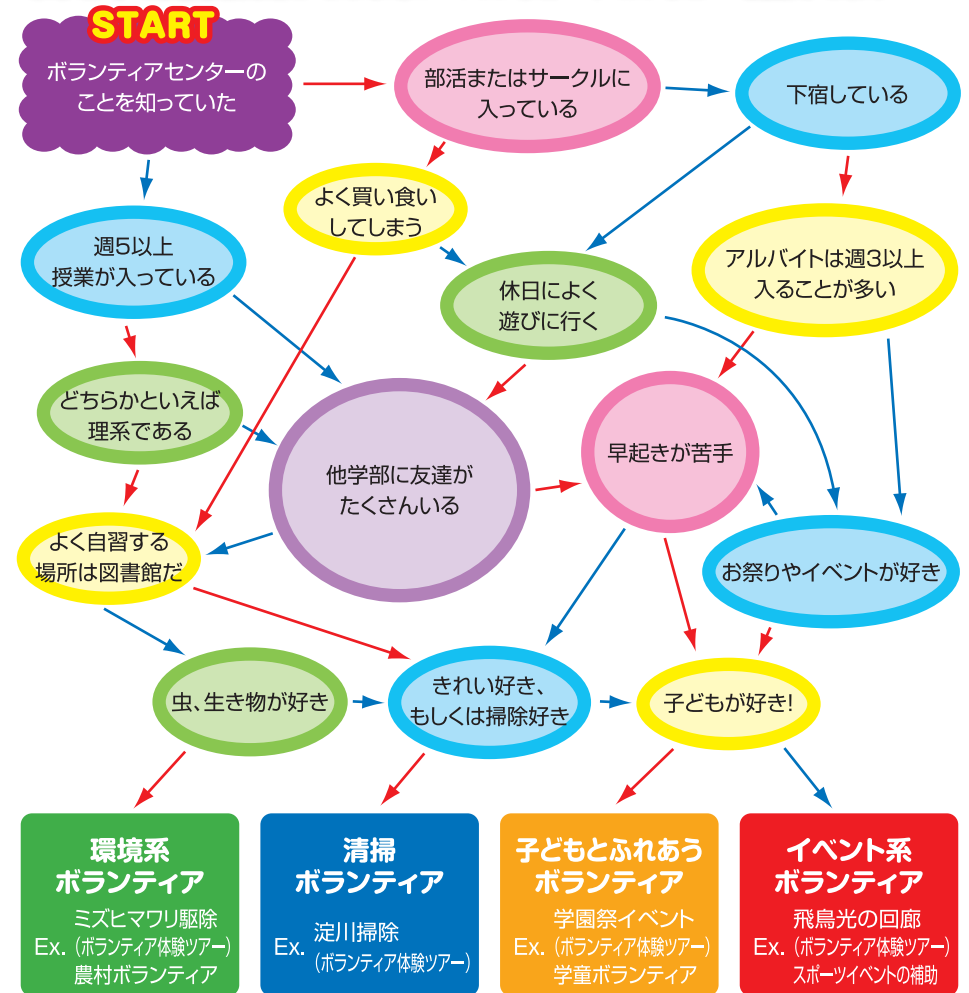 START
ボランティアセンターの
ことを知っていた
部活またはサークルに
入っている
下宿している
よく買い食い
してしまう
週5以上
授業が入っている
アルバイトは週3以上
入ることが多い
休日によく
遊びに行く
どちらかといえば
理系である
他学部に友達が
たくさんいる
早起きが苦手
よく自習する
場所は図書館だ
お祭りやイベントが好き
虫、生き物が好き
きれい好き、
もしくは掃除好き
子どもが好き!
環境系
ボランティア
ミズヒマワリ駆除
Ex.（ボランティア体験ツアー）
農村ボランティア
清掃
ボランティア
Ex. 淀川掃除
（ボランティア体験ツアー）
子どもとふれあう
ボランティア
学園祭イベント
Ex.（ボランティア体験ツアー）
学童ボランティア
イベント系
ボランティア
飛鳥光の回廊
Ex.（ボランティア体験ツアー）
スポーツイベントの補助